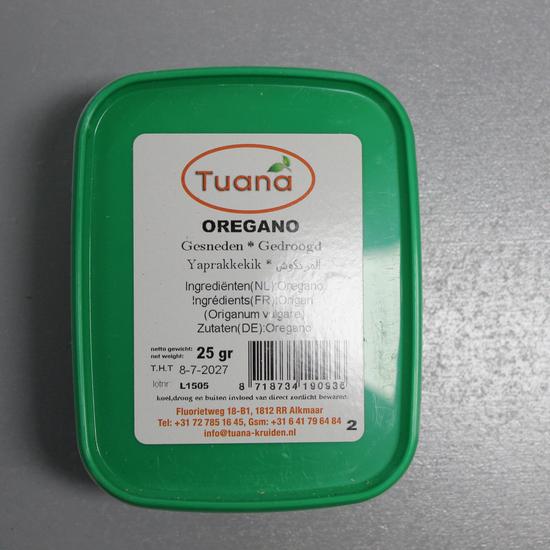 Tuana
OREGANO
Gesneden * Gedroogd
Yaprakkekik * المردكوش
Ingrediënten(NL):Oregano
Ingrédients(FR):Origan
(Origanum vulgare)
Zutaten(DE):Oregano
netto gewicht:
net weight: 25 gr
T.H.T 8-7-2027
lotnr: L1505
8 718734 190936
koel,droog en buiten invloed van direct zonlicht bewaren.
Fluorietweg 18-B1, 1812 RR Alkmaar
Tel: +31 72 785 16 45, Gsm: +31 6 41 79 64 84
info@tuana-kruiden.nl
2